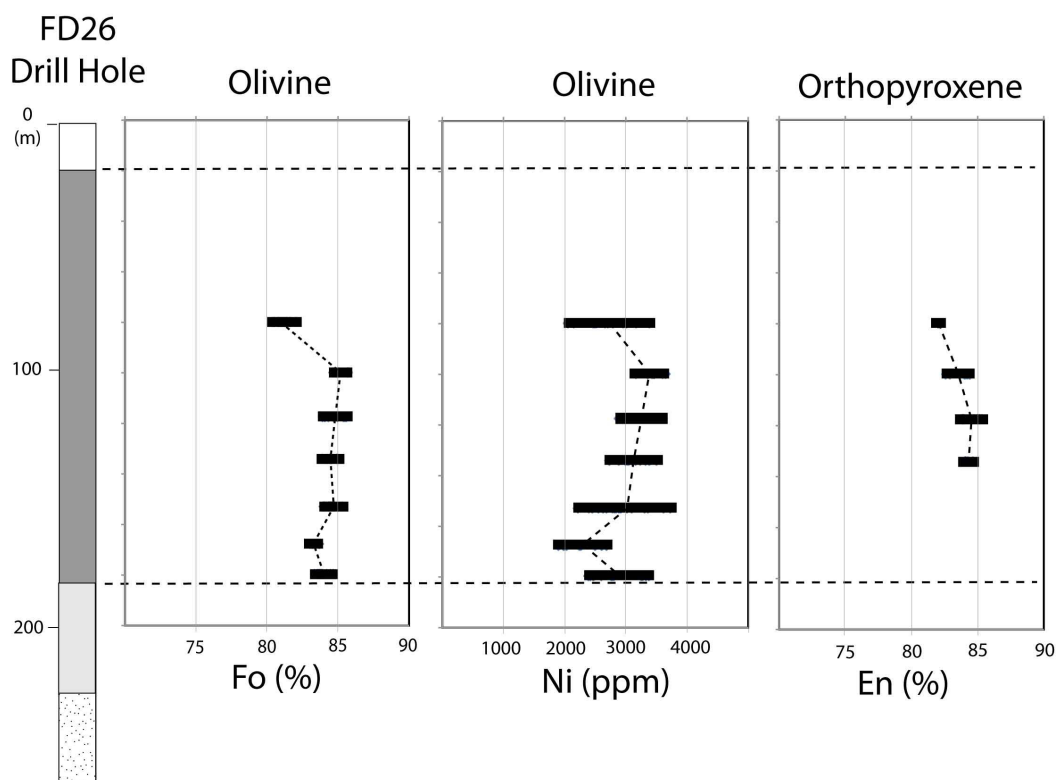 FD26
Drill Hole
Olivine
Olivine
Orthopyroxene
0
(m)
100
200
75 80 85 90
1000 2000 3000 4000
75 80 85 90
Fo (%)
Ni (ppm)
En (%)